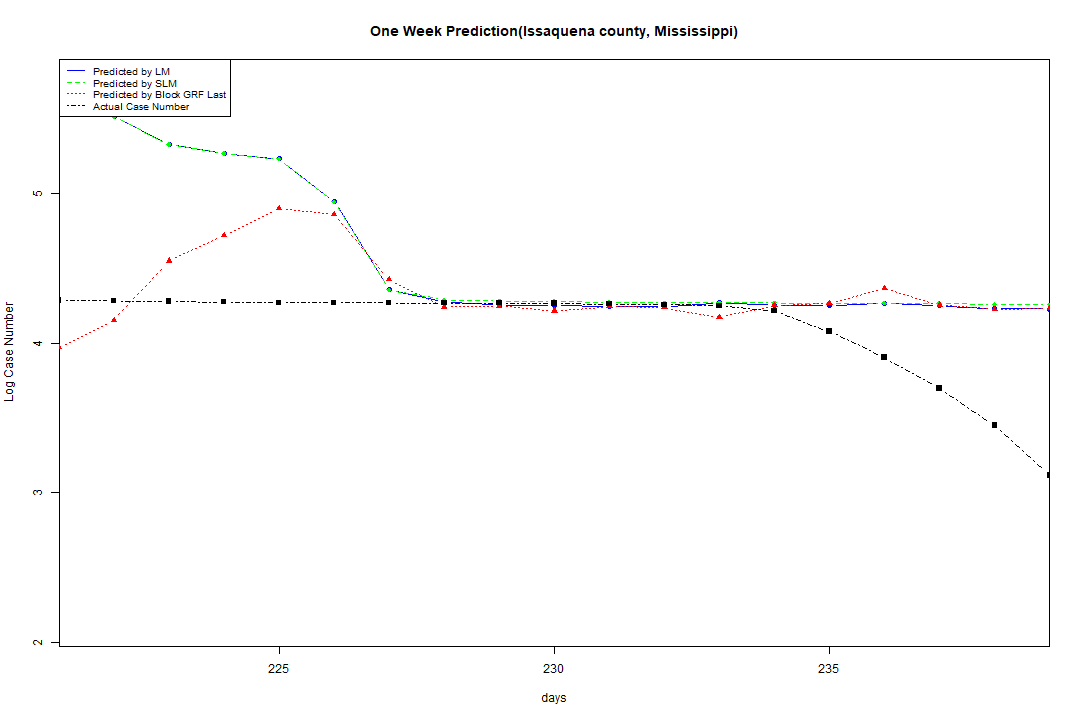 One Week Prediction(Issaquena county, Mississippi)
Predicted by LM
Predicted by SLM
Predicted by Block GRF Last
Actual Case Number
Log Case Number
5
4
3
2
225 230 235
days